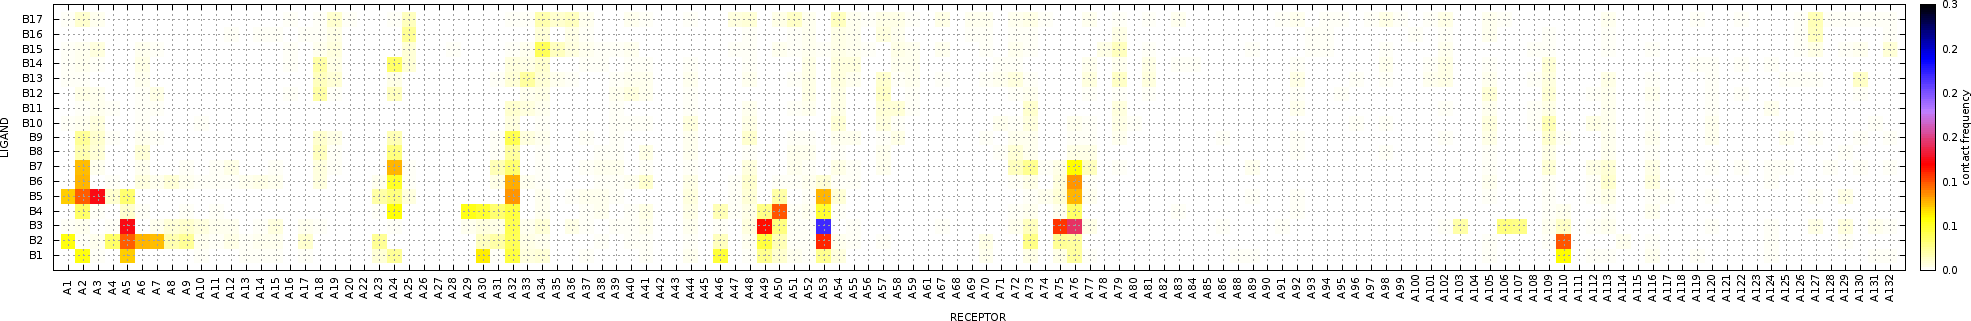 B17
B16
B15
B14
B13
B12
B11
B10
B9
B8
B7
B6
B5
B4
B3
B2
B1
LIGAND
A1 A2 A3 A4 A5 A6 A7 A8 A9 A10 A11 A12 A13 A14 A15 A16 A17 A18 A19 A20 A22 A23 A24 A25 A26 A27 A28 A29 A30 A31 A32 A33 A34 A35 A36 A37 A38 A39 A40 A41 A42 A43 A44 A45 A46 A47 A48 A49 A50 A51 A52 A53 A54 A55 A56 A57 A58 A59 A61 A67 A68 A69 A70 A71 A72 A73 A74 A75 A76 A77 A78 A79 A80 A81 A82 A83 A84 A85 A86 A87 A88 A89 A90 A91 A92 A93 A94 A95 A96 A97 A98 A99 A100 A101 A102 A103 A104 A105 A106 A107 A108 A109 A110 A111 A112 A113 A114 A115 A116 A117 A118 A119 A120 A121 A122 A123 A124 A125 A126 A127 A128 A129 A130 A131 A132
RECEPTOR
0.3
0.2
0.2
0.2
0.1
0.1
0.0
contact frequency